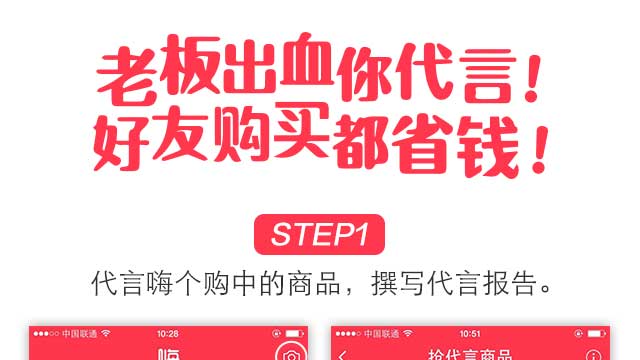 老板出血你代言！
好友购买都省钱！
STEP1
代言嗨个购中的商品，撰写代言报告。
中国联通 10:28
中国联通 10:51
嗨
抢代言商品